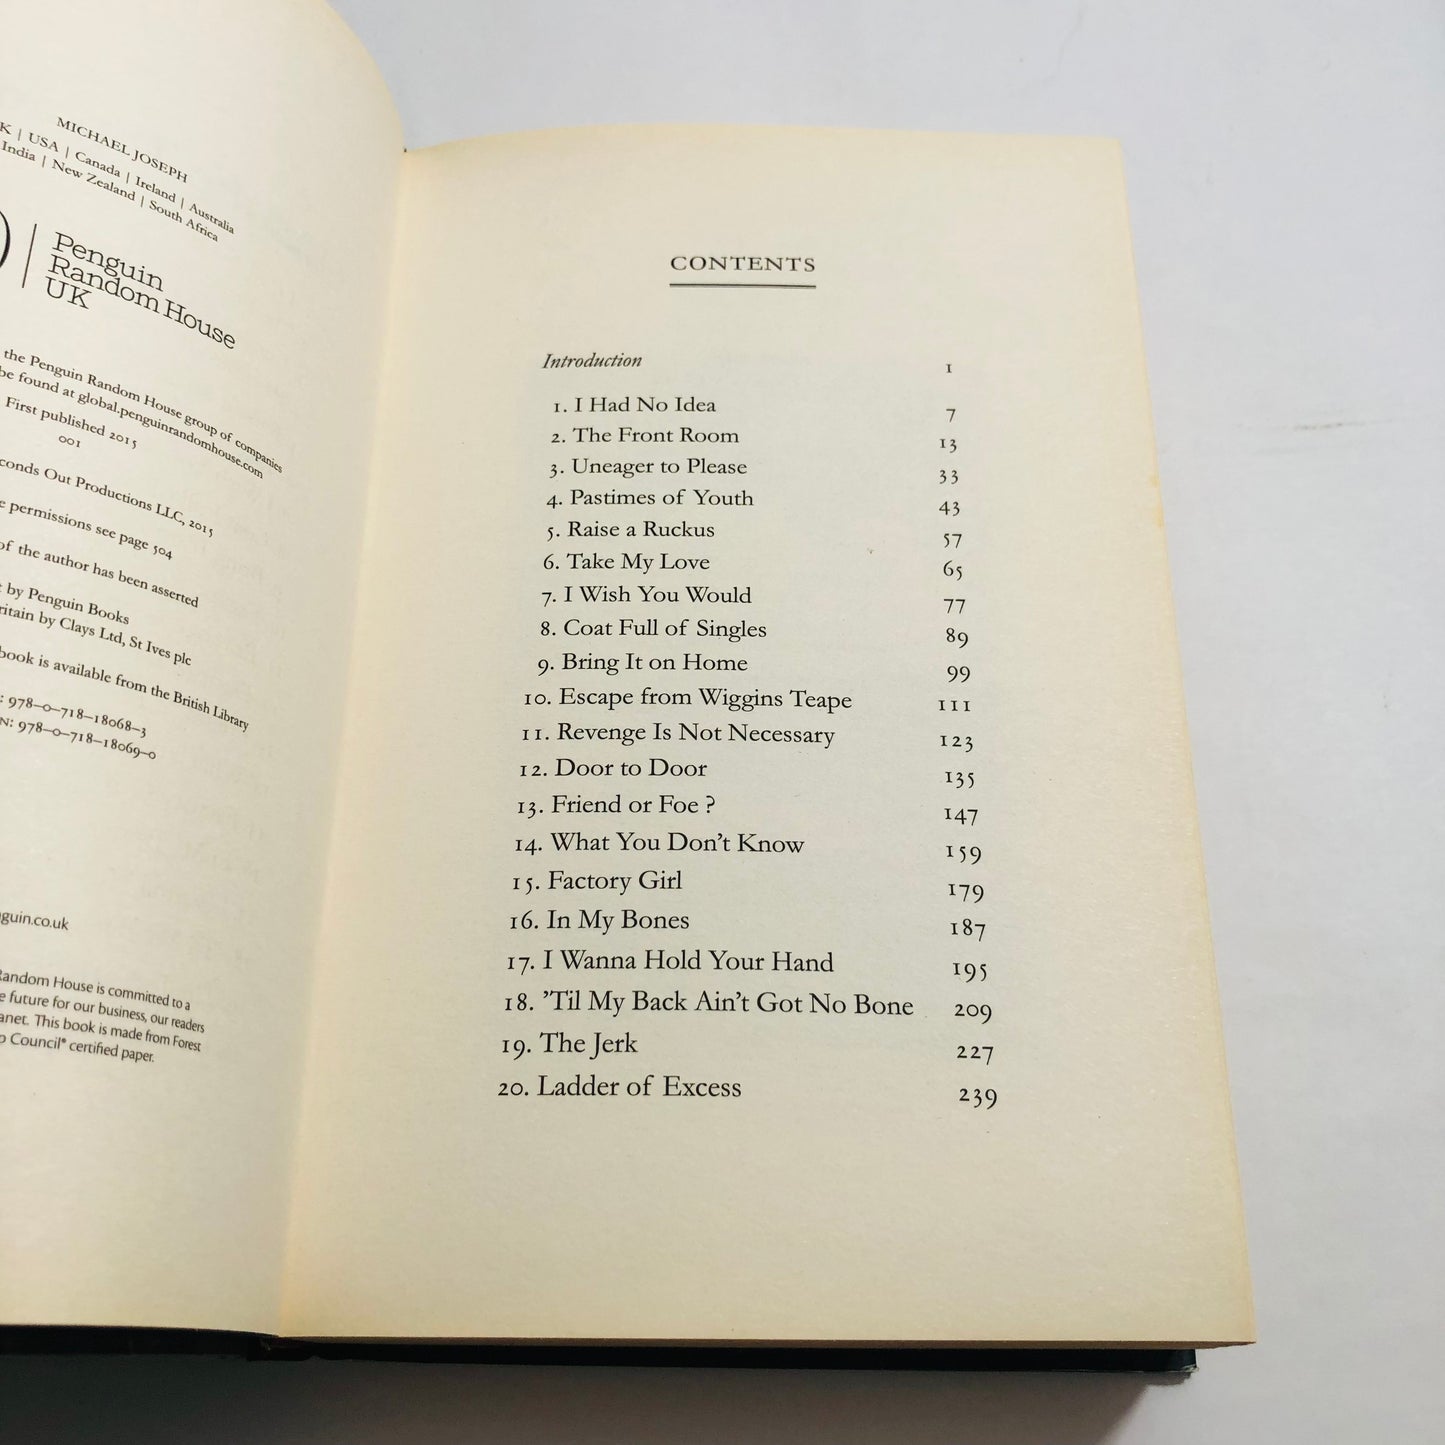 MICHAEL JOSEPH
K | USA | Canada | Ireland | Australia
India | New Zealand | South Africa
Penguin
Random House
UK
the Penguin Random House group of companies
be found at global.penguinrandomhouse.com
First published 2015
001
conds Out Productions LLC, 2015
e permissions see page 504
of the author has been asserted
t by Penguin Books
ritain by Clays Ltd, St Ives plc
book is available from the British Library
: 978–0–718–18068–3
N: 978–0–718–18069–0
guin.co.uk
Random House is committed to a
e future for our business, our readers
anet. This book is made from Forest
p Council® certified paper.
CONTENTS
Introduction 1
1. I Had No Idea 7
2. The Front Room 13
3. Uneager to Please 33
4. Pastimes of Youth 43
5. Raise a Ruckus 57
6. Take My Love 65
7. I Wish You Would 77
8. Coat Full of Singles 89
9. Bring It on Home 99
10. Escape from Wiggins Teape 111
11. Revenge Is Not Necessary 123
12. Door to Door 135
13. Friend or Foe ? 147
14. What You Don't Know 159
15. Factory Girl 179
16. In My Bones 187
17. I Wanna Hold Your Hand 195
18. 'Til My Back Ain't Got No Bone 209
19. The Jerk 227
20. Ladder of Excess 239